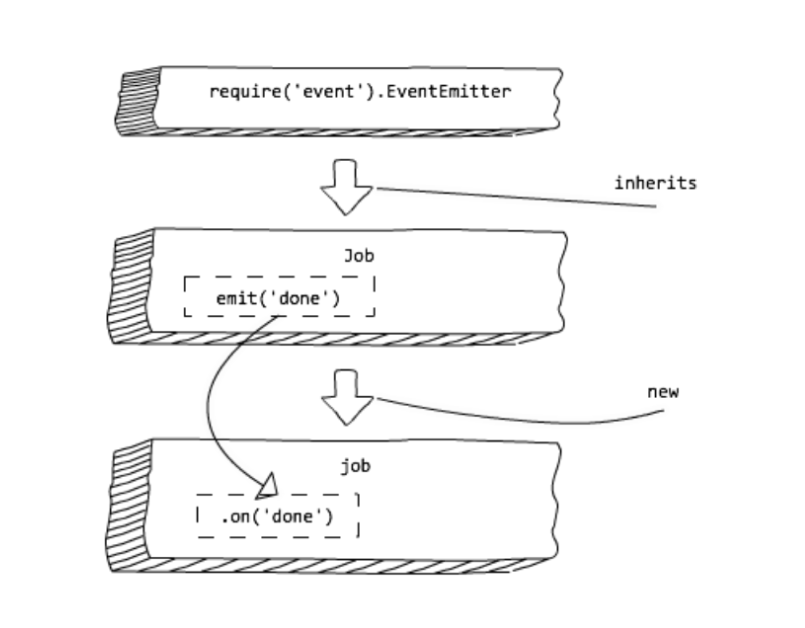 require('event').EventEmitter
inherits
Job
emit('done')
new
job
.on('done')